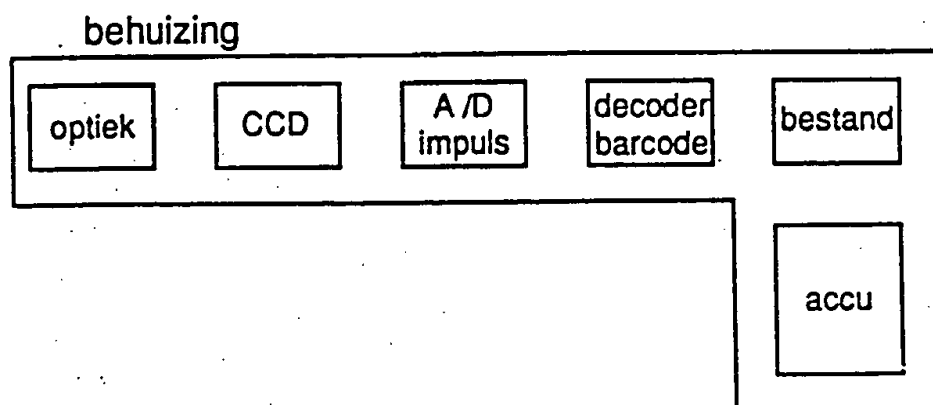 behuizing
optiek
CCD
A/D
impuls
decoder
barcode
bestand
accu